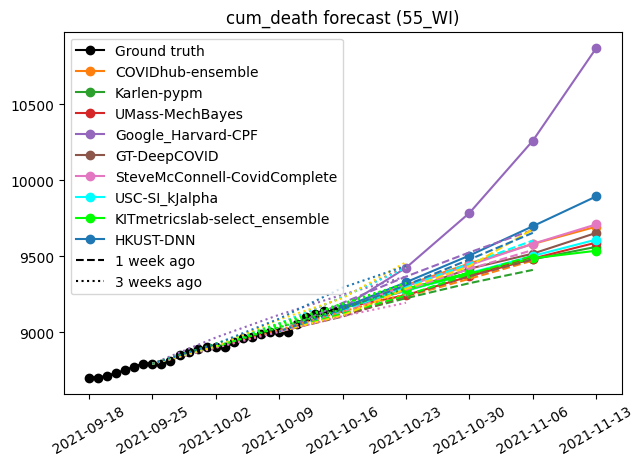 cum_death forecast (55_WI)
Ground truth
COVIDhub-ensemble
Karlen-pypm
UMass-MechBayes
Google_Harvard-CPF
GT-DeepCOVID
SteveMcConnell-CovidComplete
USC-SI_kJalpha
KITmetricslab-select_ensemble
HKUST-DNN
1 week ago
3 weeks ago
10500
10000
9500
9000
2021-09-18
2021-09-25
2021-10-02
2021-10-09
2021-10-16
2021-10-23
2021-10-30
2021-11-06
2021-11-13